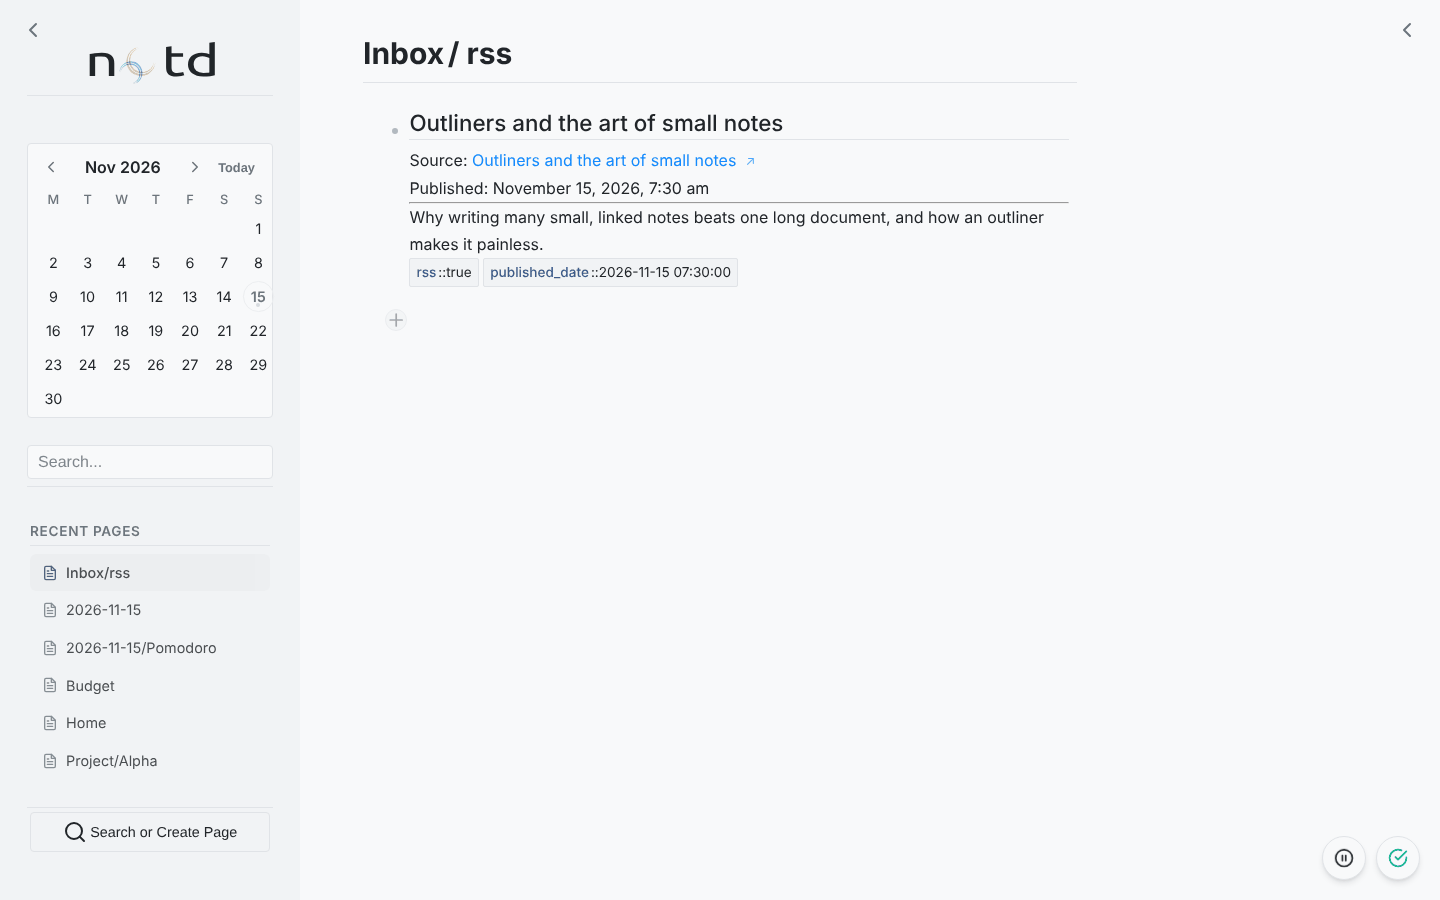 notd
Nov 2026
Today
M T W T F S S
1
2 3 4 5 6 7 8
9 10 11 12 13 14 15
16 17 18 19 20 21 22
23 24 25 26 27 28 29
30
Search...
RECENT PAGES
Inbox/rss
2026-11-15
2026-11-15/Pomodoro
Budget
Home
Project/Alpha
Search or Create Page
Inbox / rss
Outliners and the art of small notes
Source: Outliners and the art of small notes
Published: November 15, 2026, 7:30 am
Why writing many small, linked notes beats one long document, and how an outliner
makes it painless.
rss::true published_date::2026-11-15 07:30:00